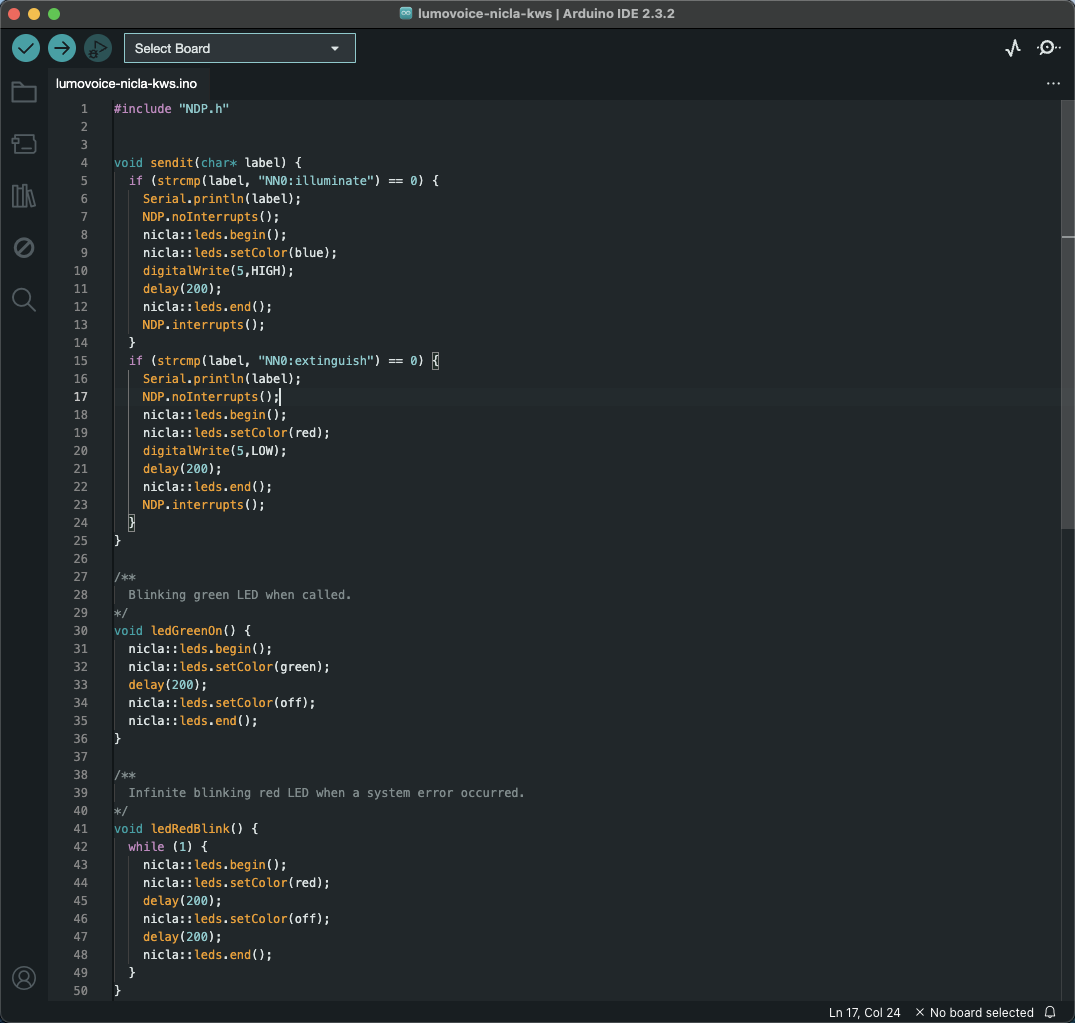 lumovoice-nicla-kws | Arduino IDE 2.3.2
Select Board
lumovoice-nicla-kws.ino
1 #include "NDP.h"
2
3
4 void sendit(char* label) {
5   if (strcmp(label, "NN0:illuminate") == 0) {
6     Serial.println(label);
7     NDP.noInterrupts();
8     nicla::leds.begin();
9     nicla::leds.setColor(blue);
10     digitalWrite(5,HIGH);
11     delay(200);
12     nicla::leds.end();
13     NDP.interrupts();
14   }
15   if (strcmp(label, "NN0:extinguish") == 0) {
16     Serial.println(label);
17     NDP.noInterrupts();
18     nicla::leds.begin();
19     nicla::leds.setColor(red);
20     digitalWrite(5,LOW);
21     delay(200);
22     nicla::leds.end();
23     NDP.interrupts();
24   }
25 }
26
27 /**
28   Blinking green LED when called.
29 */
30 void ledGreenOn() {
31   nicla::leds.begin();
32   nicla::leds.setColor(green);
33   delay(200);
34   nicla::leds.setColor(off);
35   nicla::leds.end();
36 }
37
38 /**
39   Infinite blinking red LED when a system error occurred.
40 */
41 void ledRedBlink() {
42   while (1) {
43     nicla::leds.begin();
44     nicla::leds.setColor(red);
45     delay(200);
46     nicla::leds.setColor(off);
47     delay(200);
48     nicla::leds.end();
49   }
50 }
Ln 17, Col 24 × No board selected